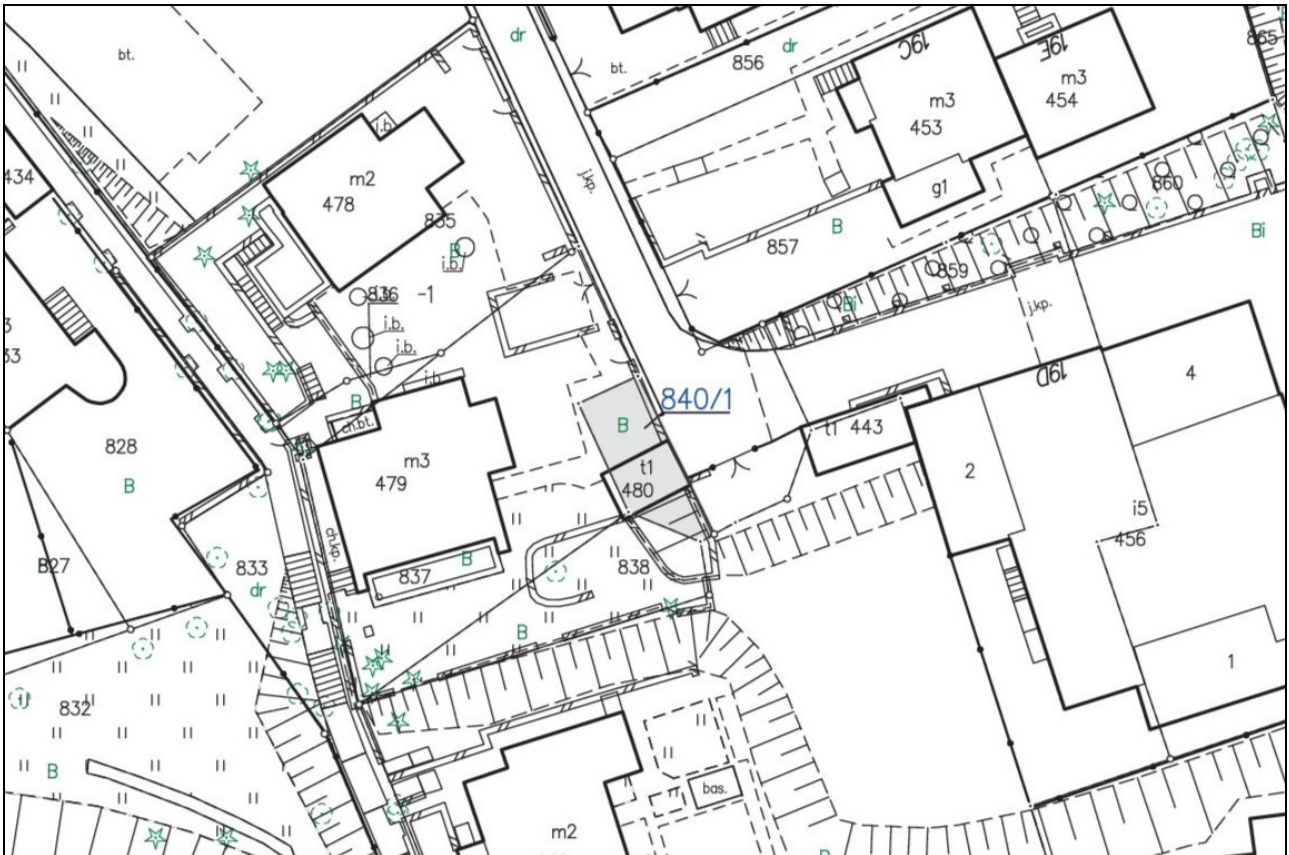 bt.
dr
dr
bt.
856
19C
19E
865
m3
454
m3
453
j.b.
434
m2
478
j.kp.
g1
860
835
B
B
857
Bi
i.b.
859
836
-1
Bi
j.kp.
i.b.
i.b.
i.b.
19D
4
840/1
B
B
ch.bt.
t1 443
828
m3
479
t1
480
2
B
i5
456
ch.kp.
827
B
833
dr
837
B
838
B
1
832
B
bas.
m2
B